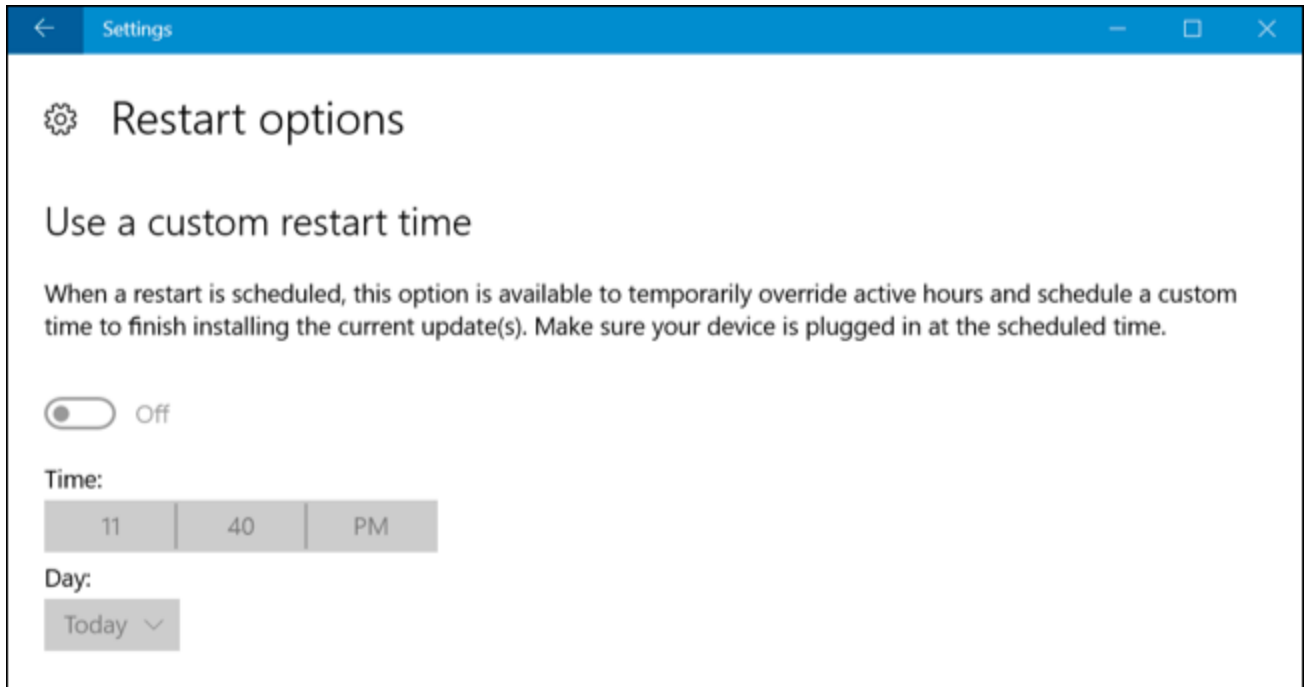 Settings
Restart options
Use a custom restart time
When a restart is scheduled, this option is available to temporarily override active hours and schedule a custom
time to finish installing the current update(s). Make sure your device is plugged in at the scheduled time.
Off
Time:
11 40 PM
Day:
Today